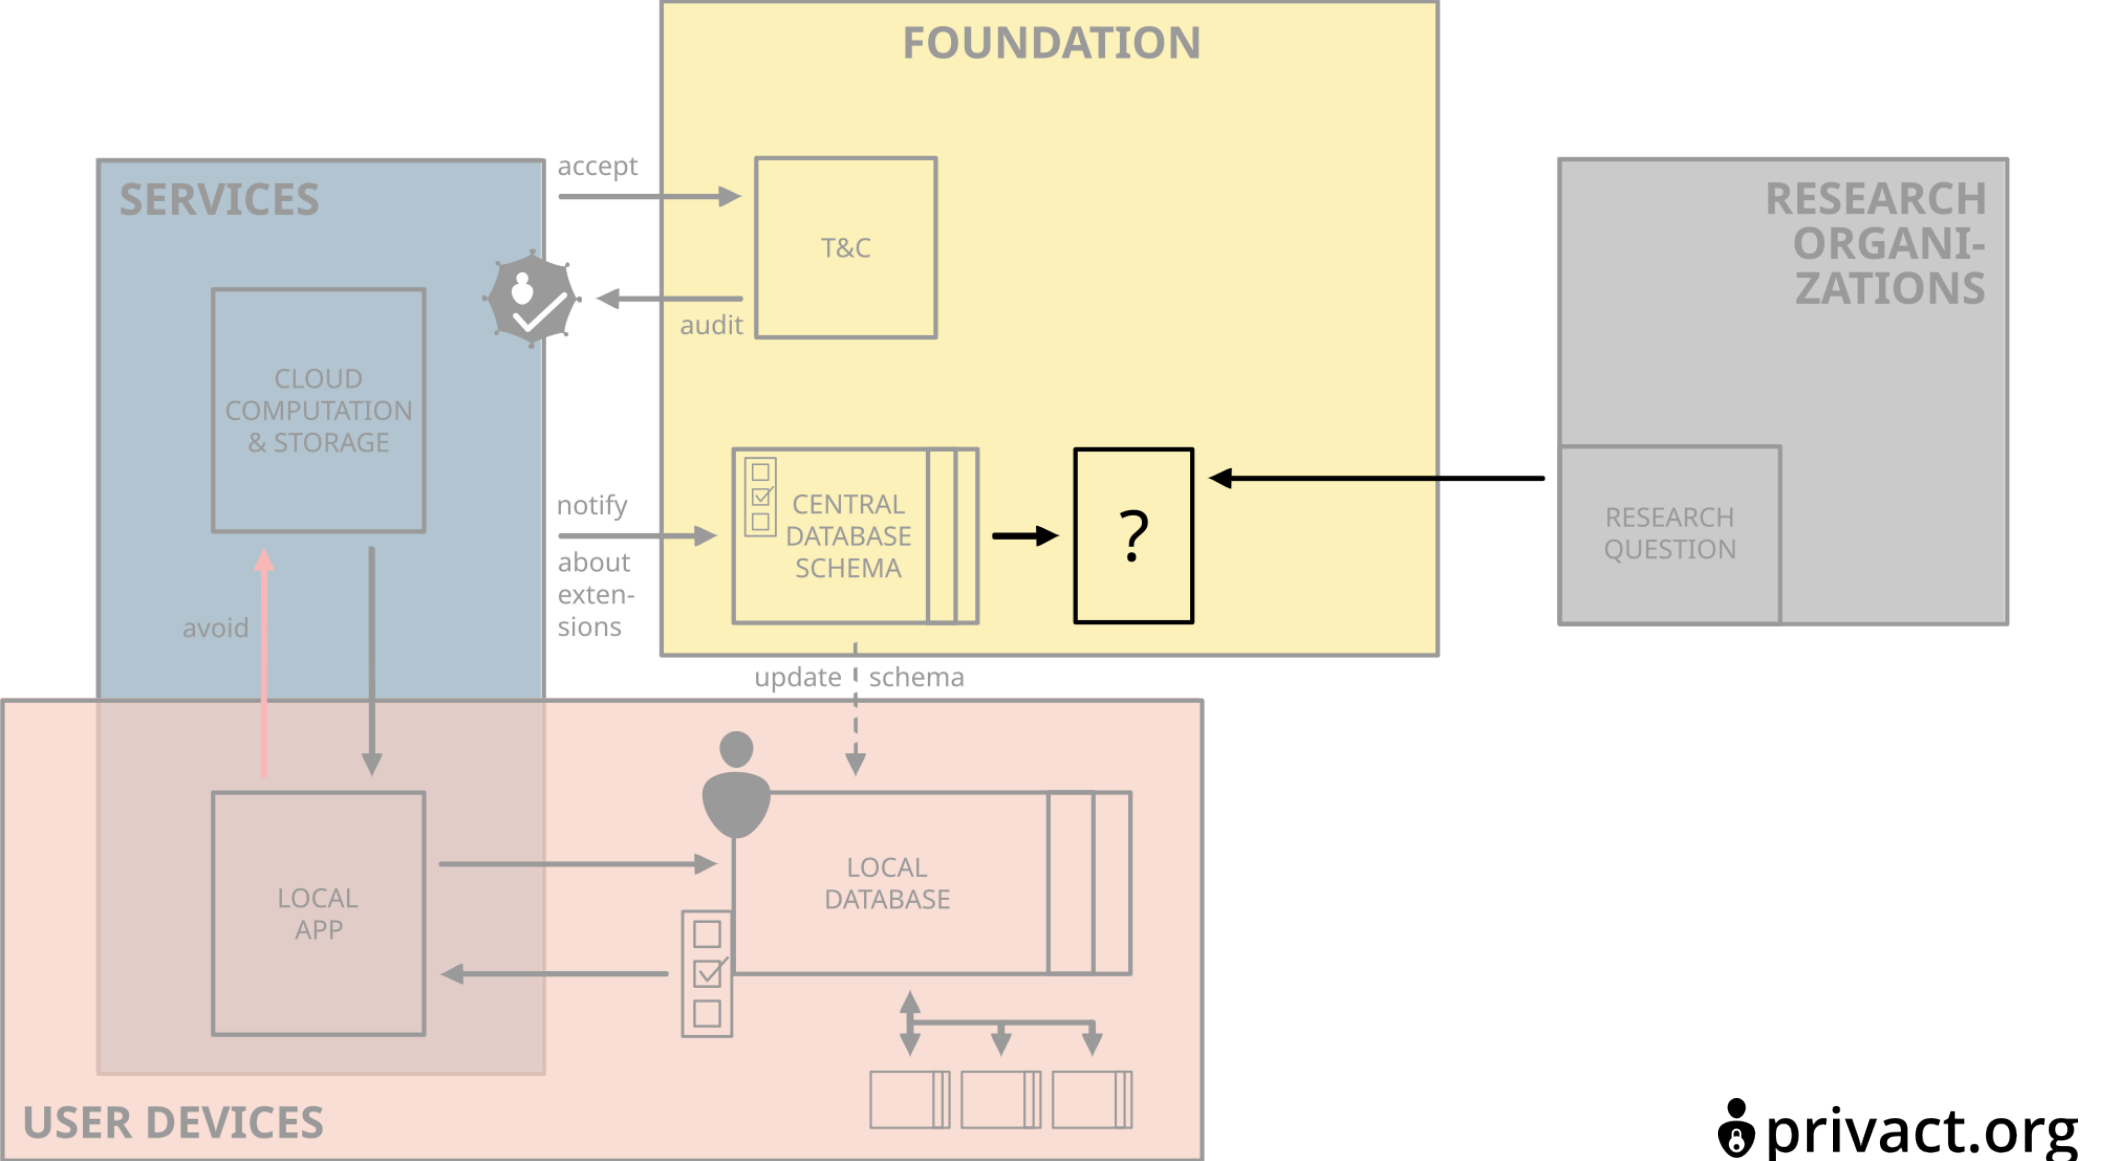 FOUNDATION
SERVICES
accept
T&C
audit
RESEARCH
ORGANI-
ZATIONS
CLOUD
COMPUTATION
& STORAGE
notify
about
exten-
sions
CENTRAL
DATABASE
SCHEMA
?
RESEARCH
QUESTION
avoid
update schema
LOCAL
APP
LOCAL
DATABASE
USER DEVICES
privact.org